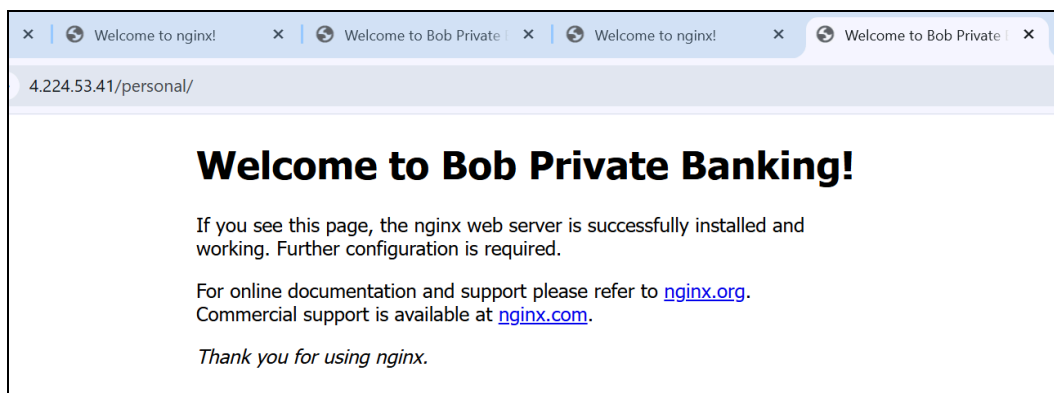 Welcome to nginx! Welcome to Bob Private Welcome to nginx! Welcome to Bob Private
4.224.53.41/personal/
Welcome to Bob Private Banking!
If you see this page, the nginx web server is successfully installed and
working. Further configuration is required.
For online documentation and support please refer to nginx.org.
Commercial support is available at nginx.com.
Thank you for using nginx.